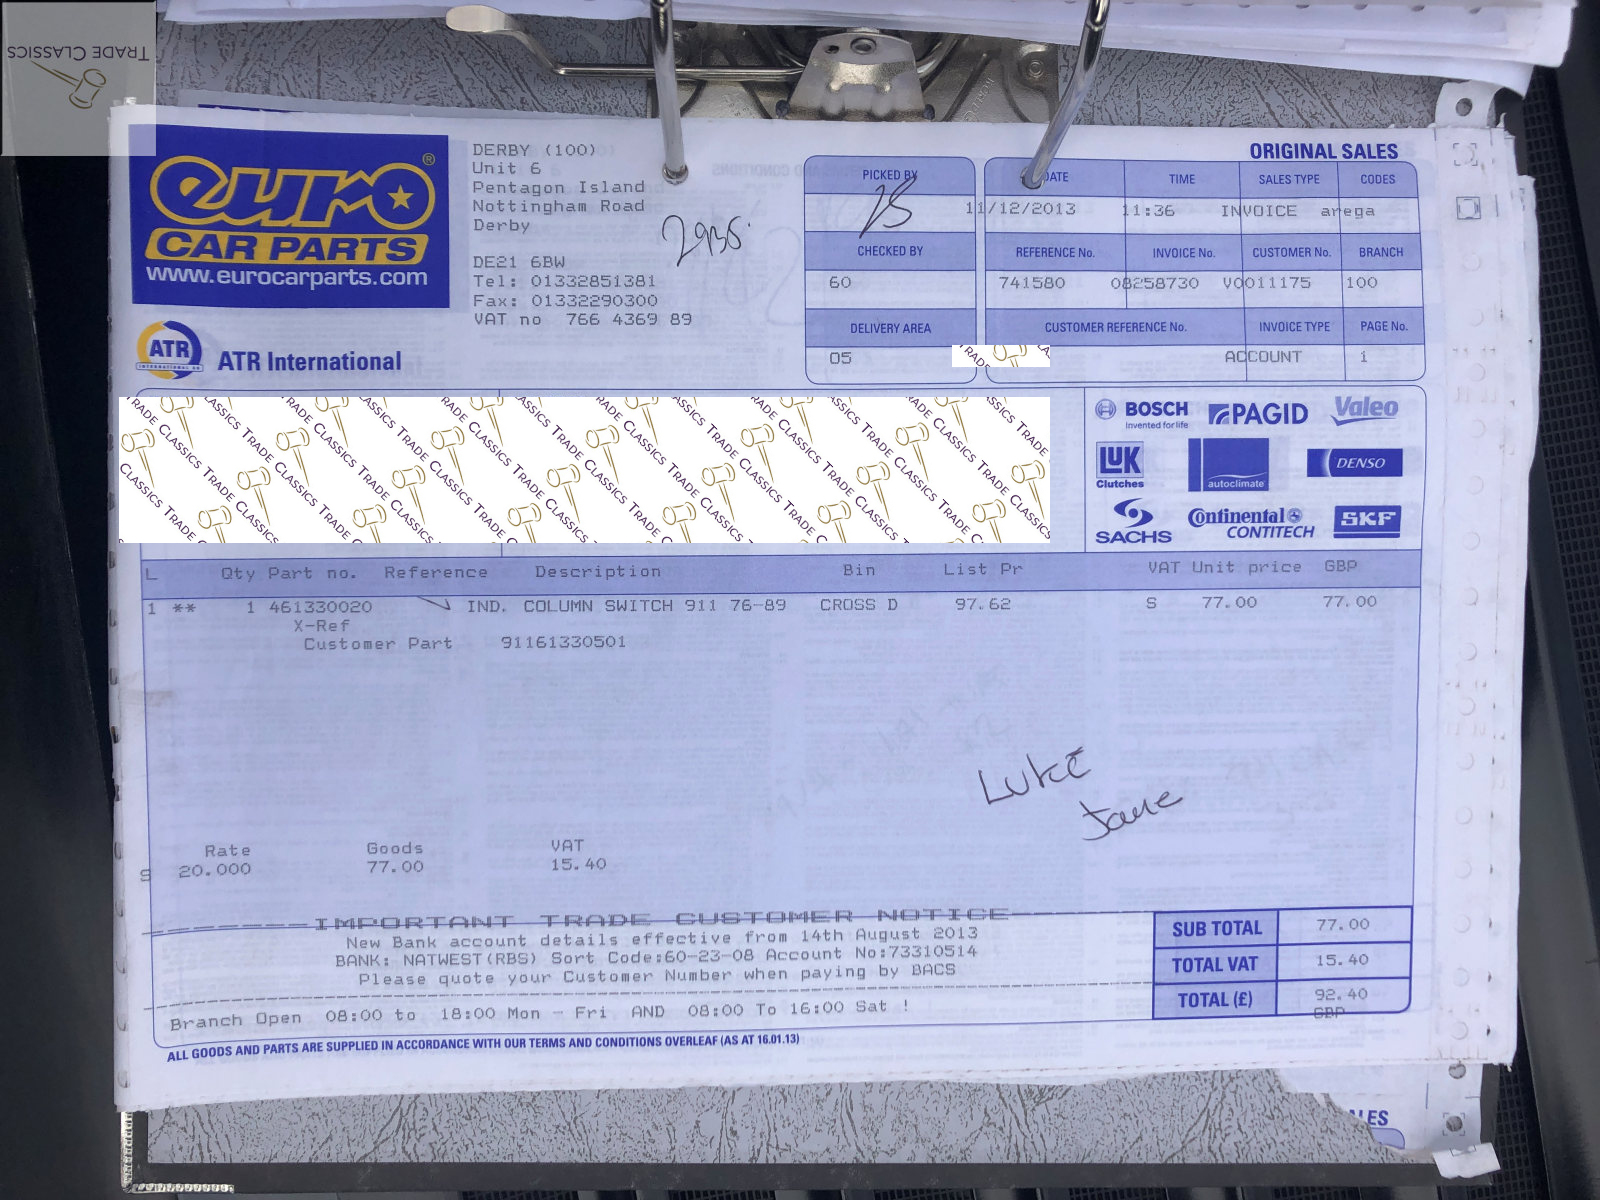 TRADE CLASSICS
euro®
CAR PARTS
www.eurocarparts.com
ATR
INTERNATIONAL AG
ATR International
DERBY (100)
Unit 6
Pentagon Island
Nottingham Road
Derby
DE21 6BW
Tel: 01332851381
Fax: 01332290300
VAT no 766 4369 89
ORIGINAL SALES
PICKED BY
CHECKED BY
60
DELIVERY AREA
05
DATE TIME SALES TYPE CODES
11/12/2013 11:36 INVOICE arega
REFERENCE No. INVOICE No. CUSTOMER No. BRANCH
741580 08258730 V0011175 100
CUSTOMER REFERENCE No. INVOICE TYPE PAGE No.
ACCOUNT 1
TRADE CLASSICS TRADE CLASSICS TRADE CLASSICS
BOSCH
Invented for life
PAGID
Valeo
LUK
Clutches
autoclimate
DENSO
SACHS
Continental
CONTITECH
SKF
L Qty Part no. Reference Description Bin List Pr VAT Unit price GBP
1 ** 1 461330020 IND. COLUMN SWITCH 911 76-89 CROSS D 97.62 S 77.00 77.00
X-Ref
Customer Part 91161330501
LUKE
Rate Goods VAT
S 20.000 77.00 15.40
IMPORTANT TRADE CUSTOMER NOTICE
New Bank account details effective from 14th August 2013
BANK: NATWEST(RBS) Sort Code:60-23-08 Account No:73310514
Please quote your Customer Number when paying by BACS
Branch Open 08:00 to 18:00 Mon - Fri AND 08:00 To 16:00 Sat !
SUB TOTAL 77.00
TOTAL VAT 15.40
TOTAL (£) 92.40
GBP
ALL GOODS AND PARTS ARE SUPPLIED IN ACCORDANCE WITH OUR TERMS AND CONDITIONS OVERLEAF (AS AT 16.01.13)
ALES